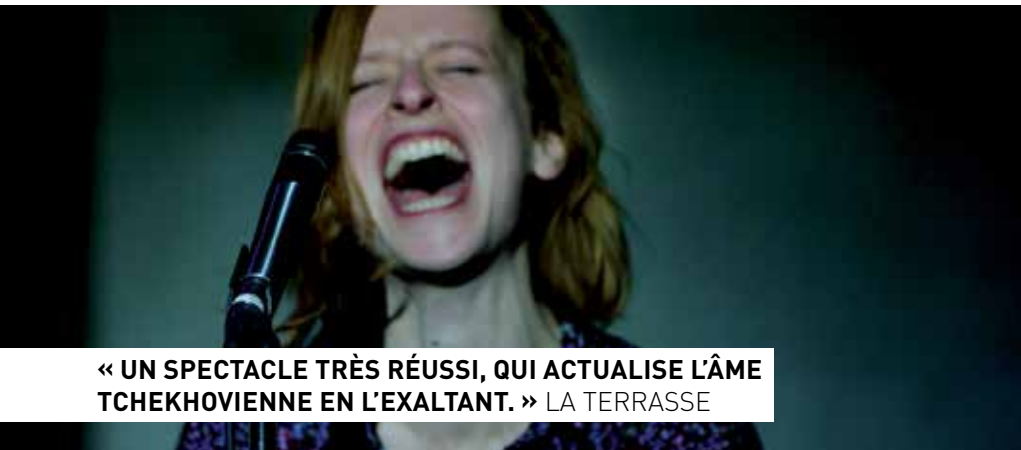 « UN SPECTACLE TRÈS RÉUSSI, QUI ACTUALISE L’ÂME
TCHEKHOVIENNE EN L’EXALTANT. » LA TERRASSE